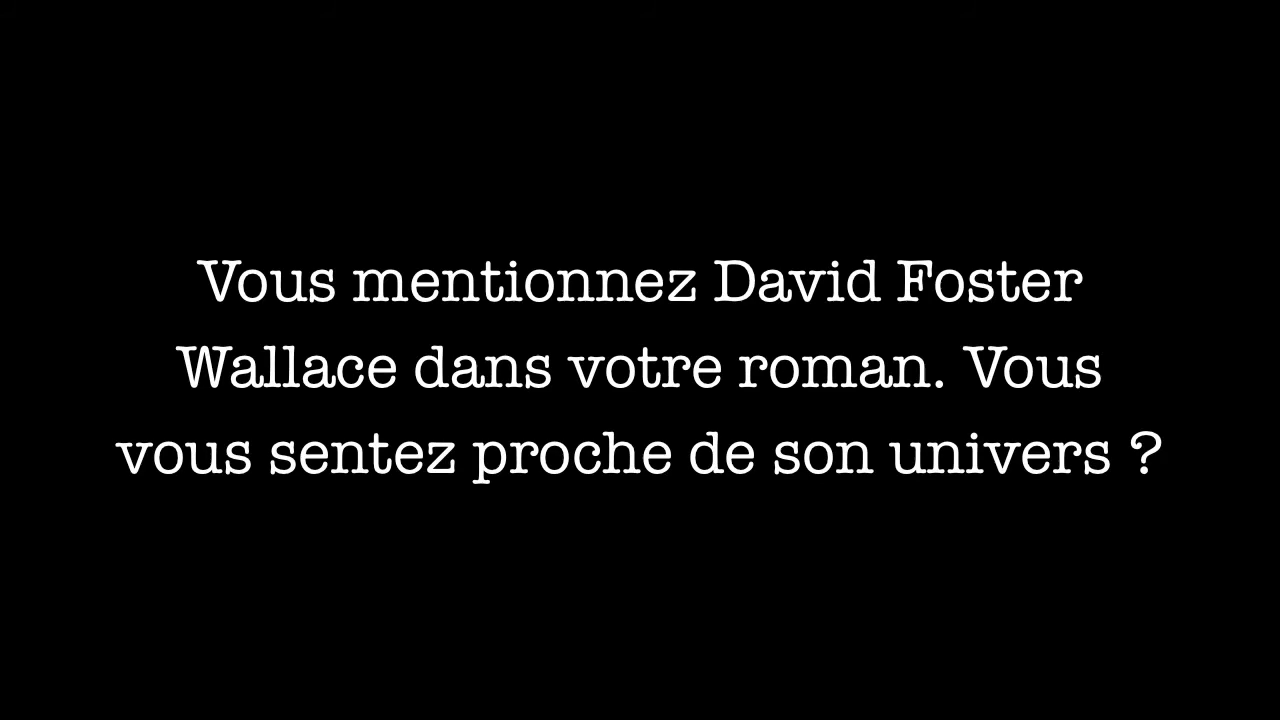 Vous mentionnez David Foster
Wallace dans votre roman. Vous
vous sentez proche de son univers ?